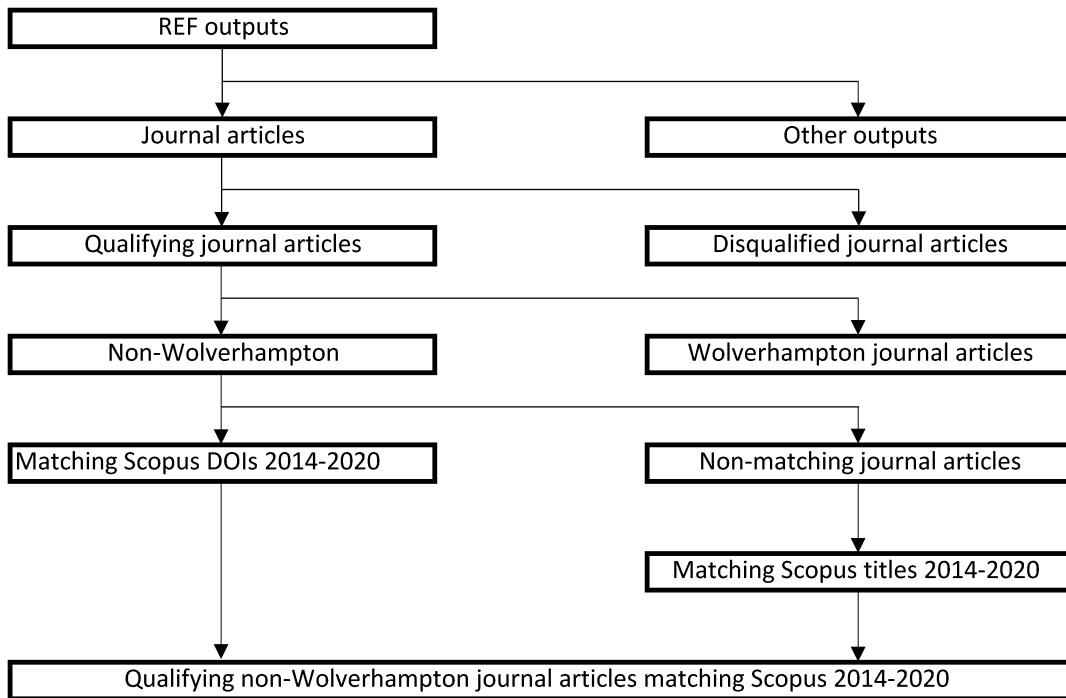 REF outputs
Journal articles
Other outputs
Qualifying journal articles
Disqualified journal articles
Non-Wolverhampton
Wolverhampton journal articles
Matching Scopus DOIs 2014-2020
Non-matching journal articles
Matching Scopus titles 2014-2020
Qualifying non-Wolverhampton journal articles matching Scopus 2014-2020